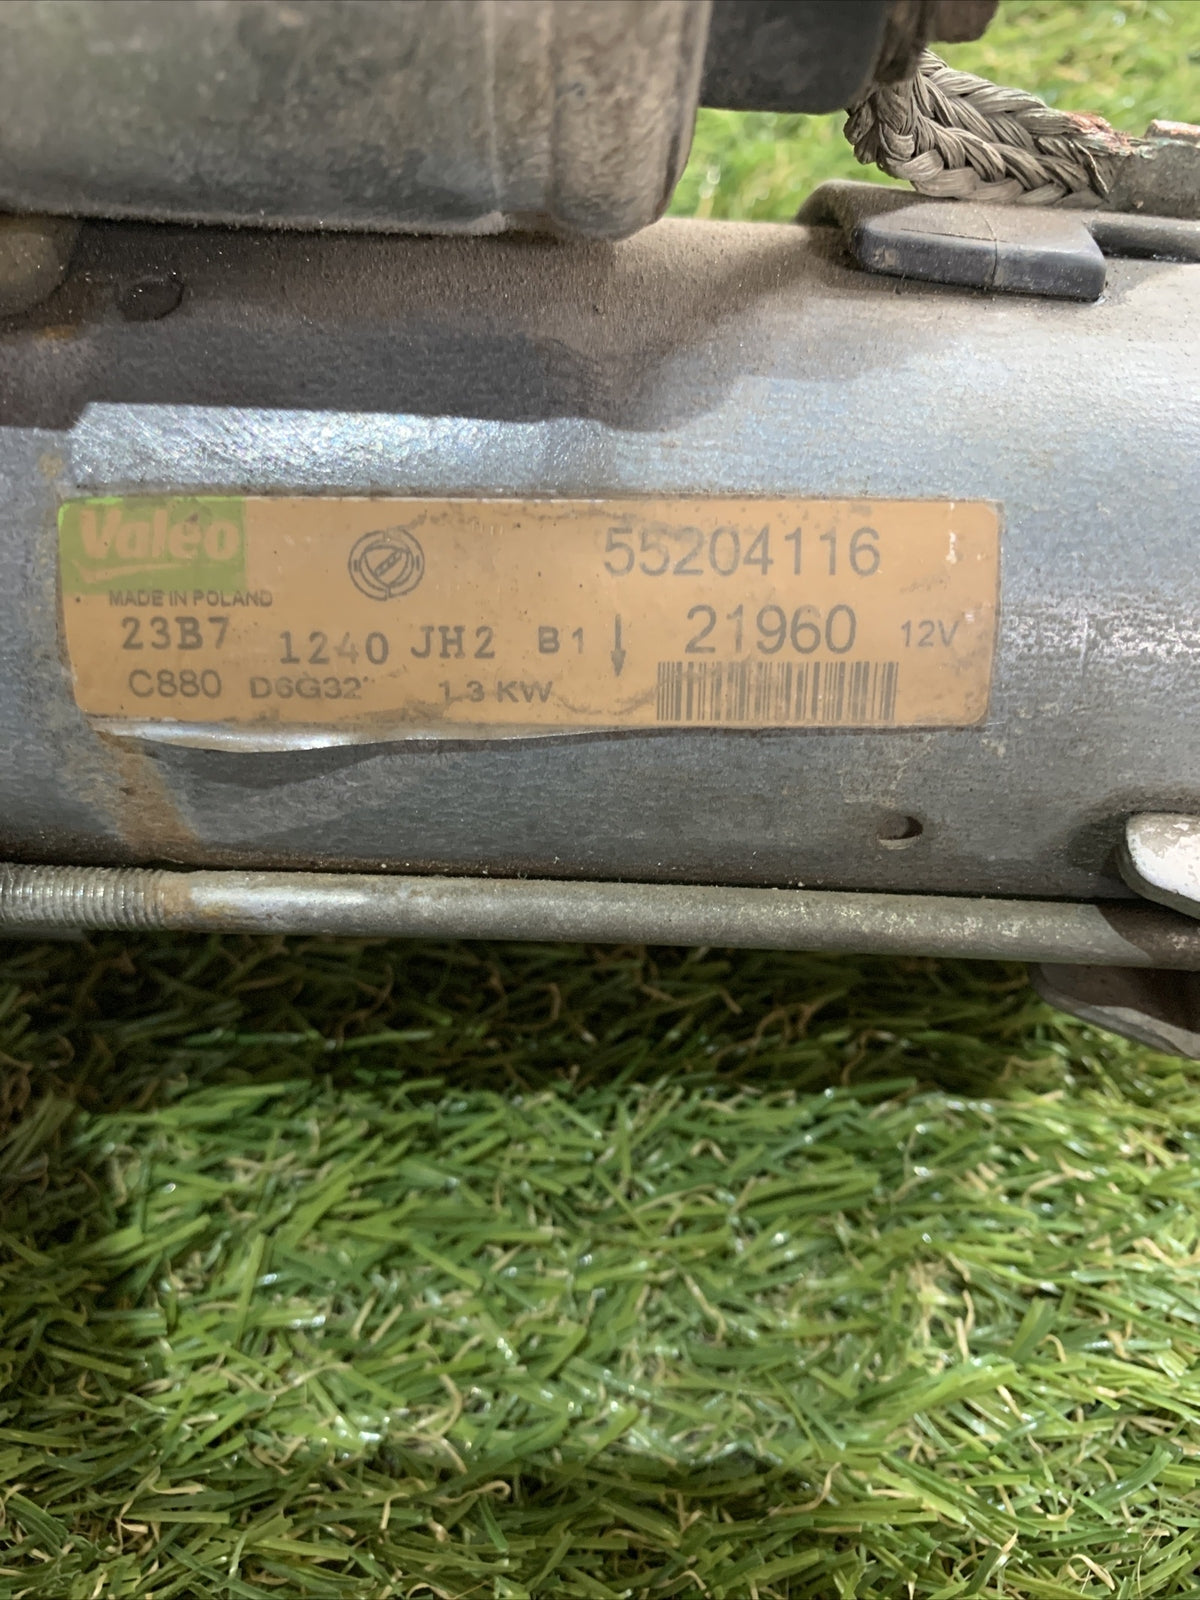 Valeo
MADE IN POLAND
55204116
23B7 1240 JH2 B1 21960 12V
C880 D6G32 1.3 KW